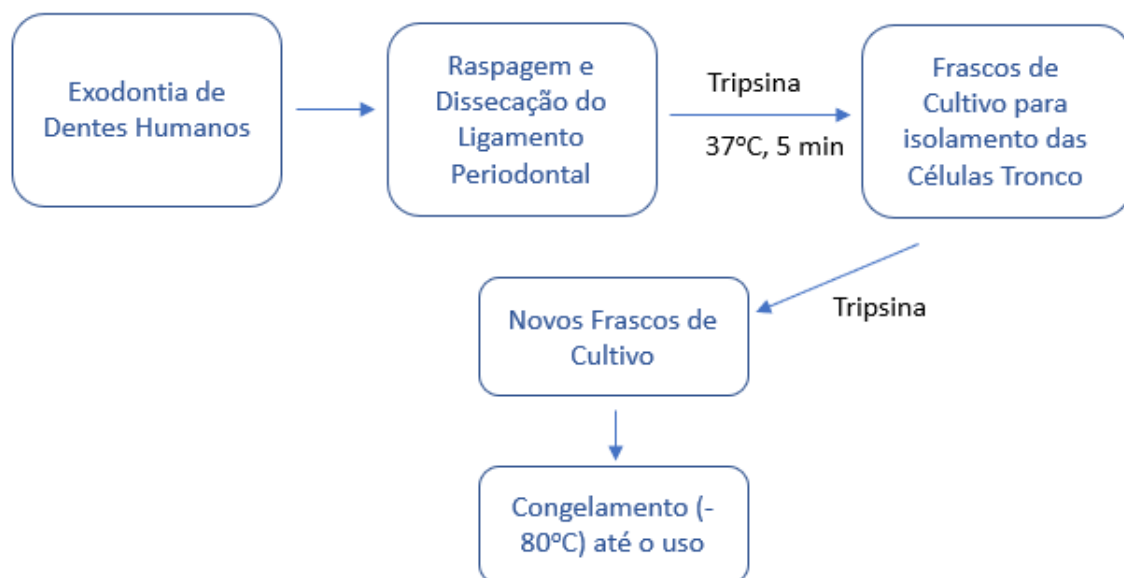 Exodontia de
Dentes Humanos
Raspagem e
Dissecação do
Ligamento
Periodontal
Tripsina
37ºC, 5 min
Frascos de
Cultivo para
isolamento das
Células Tronco
Tripsina
Novos Frascos de
Cultivo
Congelamento (-
80ºC) até o uso